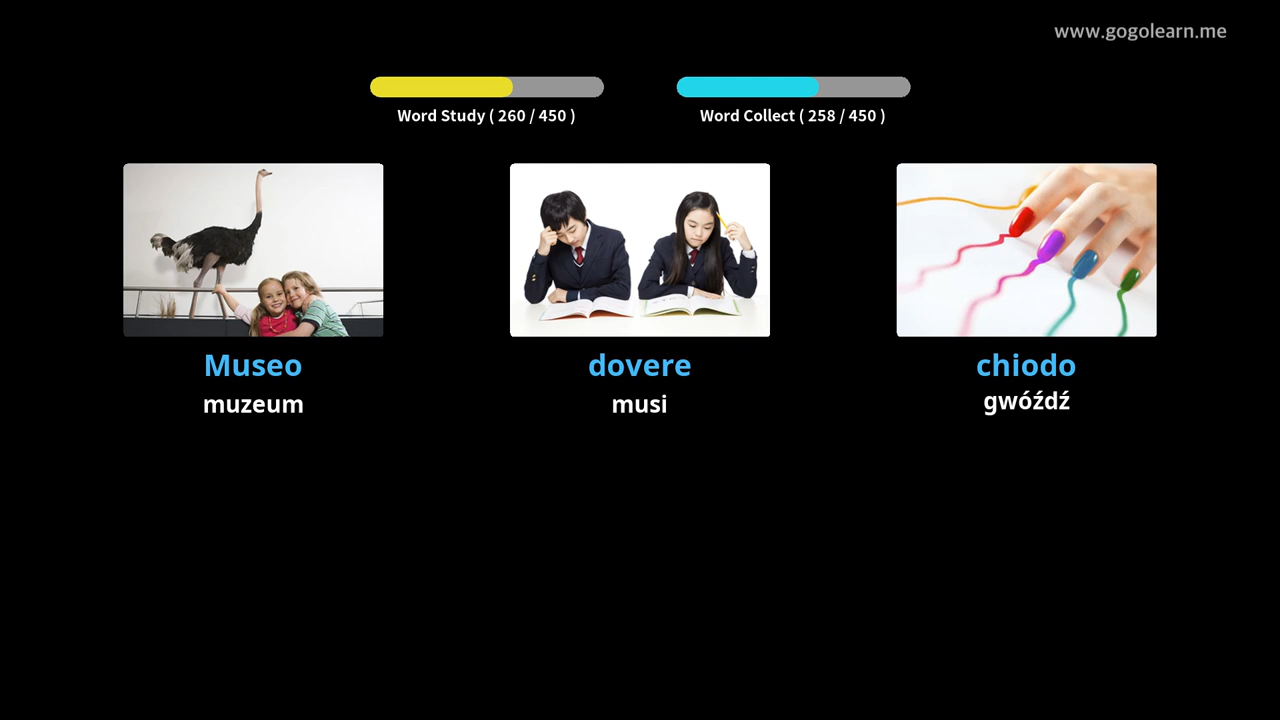 www.gogolearn.me
Word Study ( 260 / 450 )
Word Collect ( 258 / 450 )
Museo
dovere
chiodo
muzeum
musi
gwóźdź